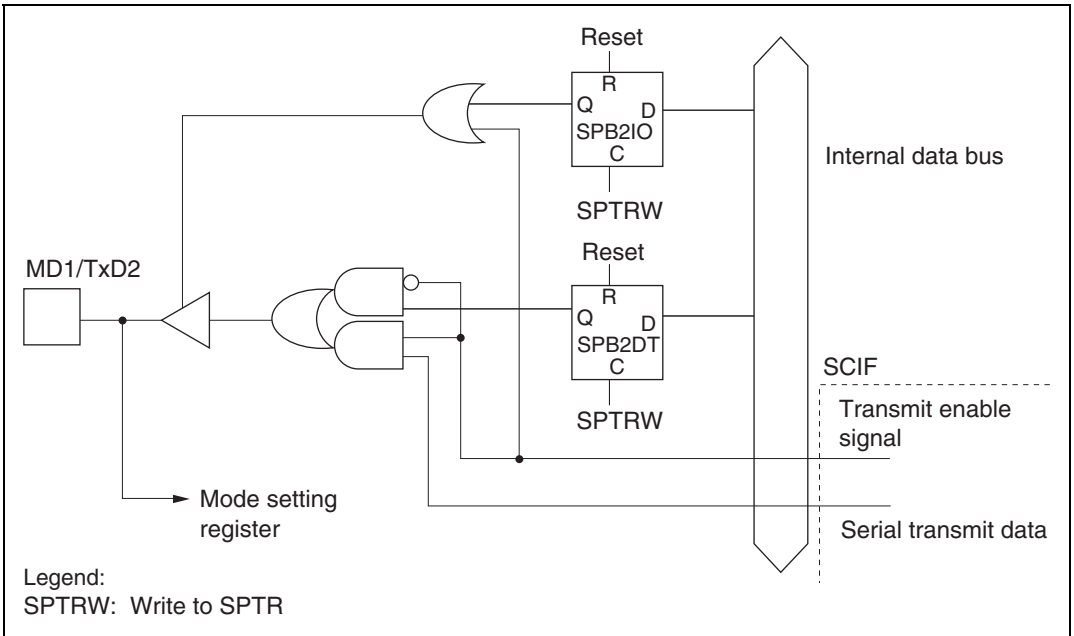 Reset
R
Q D
SPB2IO
C
SPTRW
Internal data bus
Reset
R
Q D
SPB2DT
C
SPTRW
MD1/TxD2
SCIF
Transmit enable
signal
Serial transmit data
Mode setting
register
Legend:
SPTRW: Write to SPTR